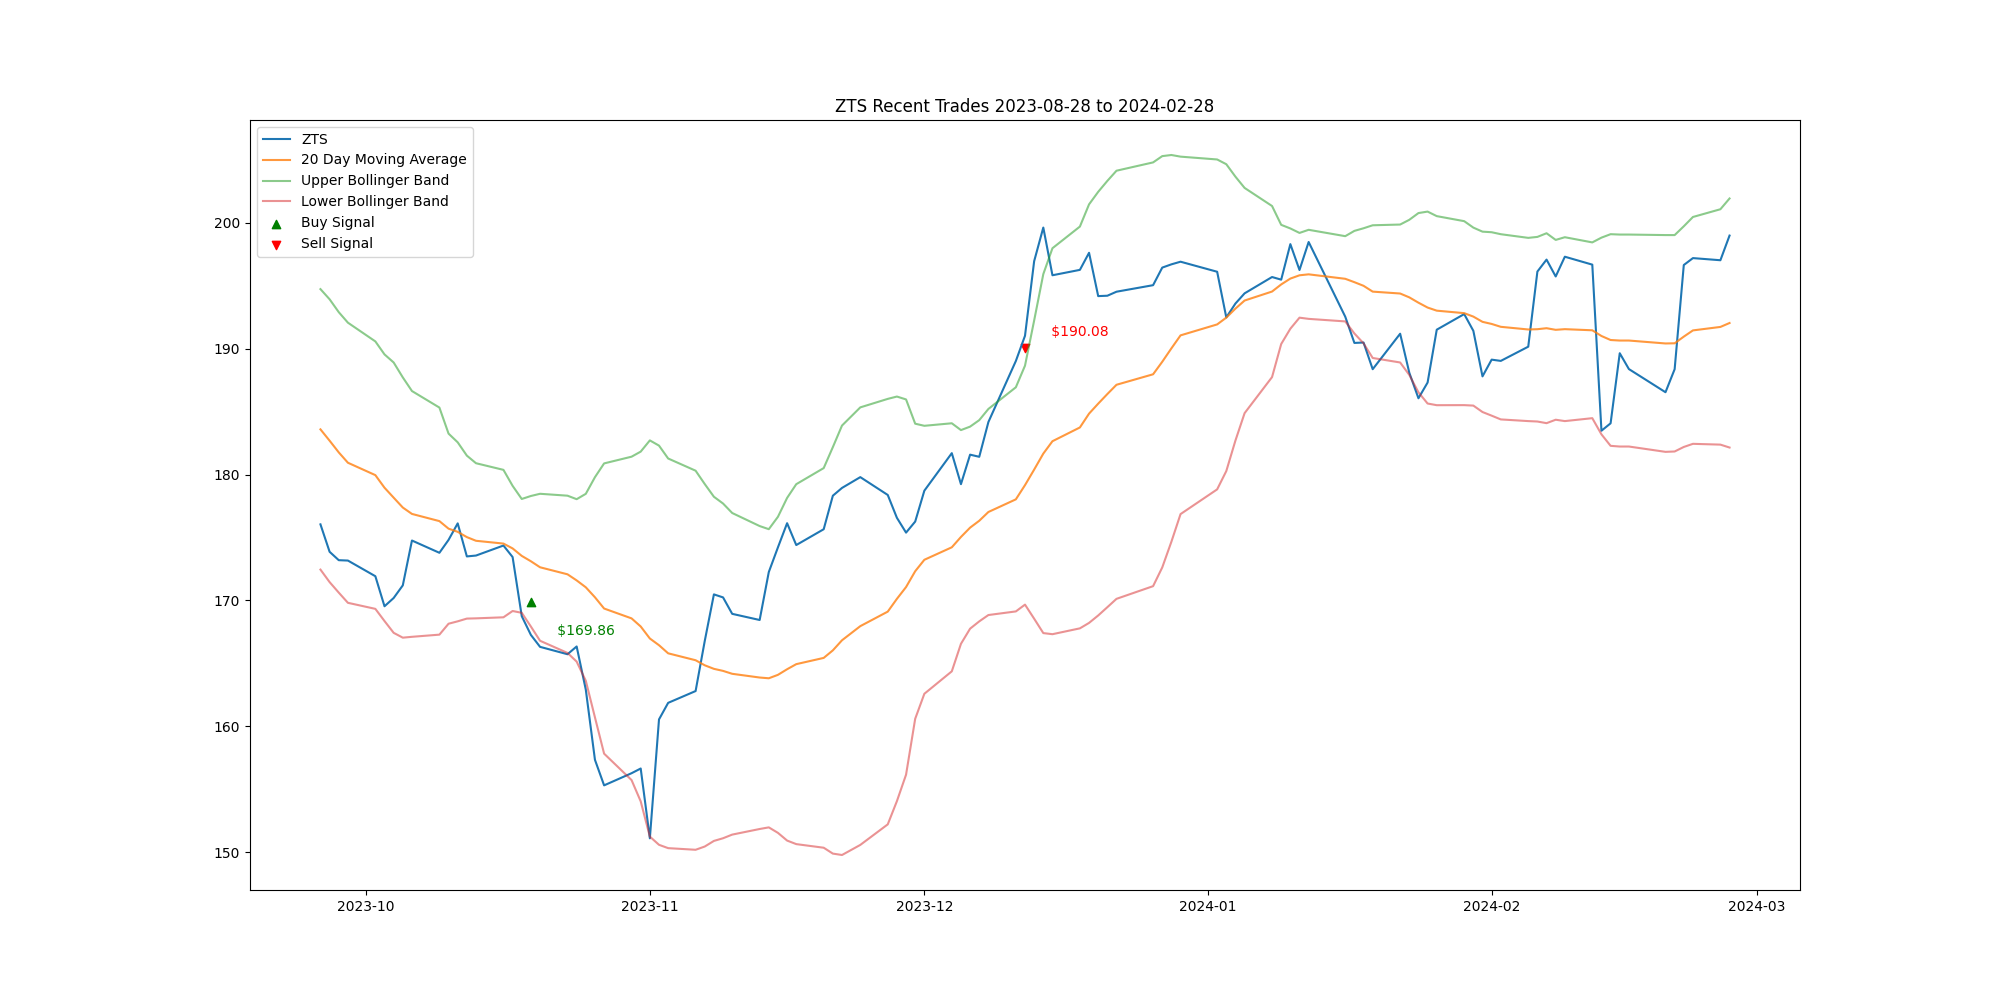 ZTS Recent Trades 2023-08-28 to 2024-02-28
ZTS
20 Day Moving Average
Upper Bollinger Band
Lower Bollinger Band
Buy Signal
Sell Signal
200
190
180
170
160
150
$190.08
$169.86
2023-10
2023-11
2023-12
2024-01
2024-02
2024-03